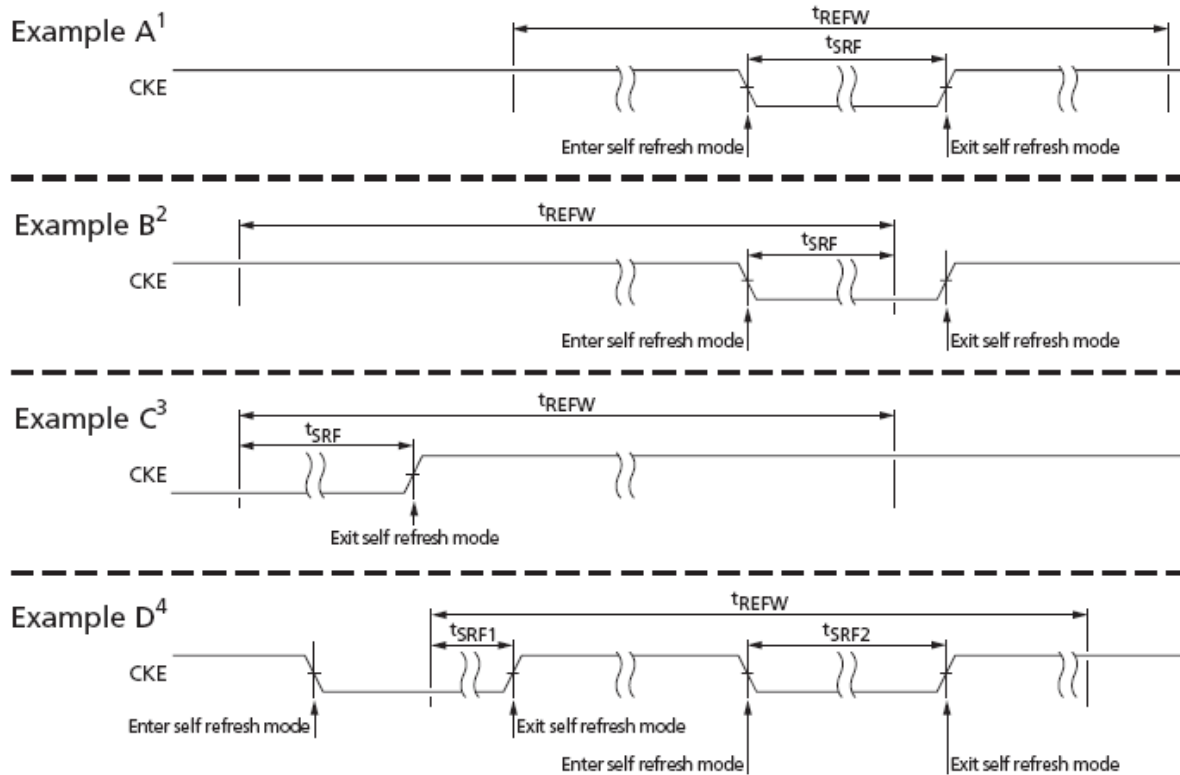 Example A1
tREFW
tSRF
CKE
Enter self refresh mode
Exit self refresh mode
Example B2
tREFW
tSRF
CKE
Enter self refresh mode
Exit self refresh mode
Example C3
tREFW
tSRF
CKE
Exit self refresh mode
Example D4
tREFW
tSRF1
tSRF2
CKE
Enter self refresh mode
Exit self refresh mode
Enter self refresh mode
Exit self refresh mode